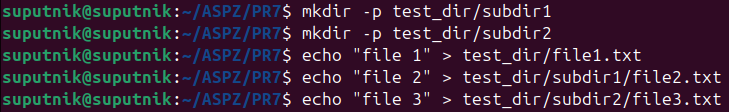 suputnik@suputnik:~/ASPZ/PR7$ mkdir -p test_dir/subdir1
suputnik@suputnik:~/ASPZ/PR7$ mkdir -p test_dir/subdir2
suputnik@suputnik:~/ASPZ/PR7$ echo "file 1" > test_dir/file1.txt
suputnik@suputnik:~/ASPZ/PR7$ echo "file 2" > test_dir/subdir1/file2.txt
suputnik@suputnik:~/ASPZ/PR7$ echo "file 3" > test_dir/subdir2/file3.txt